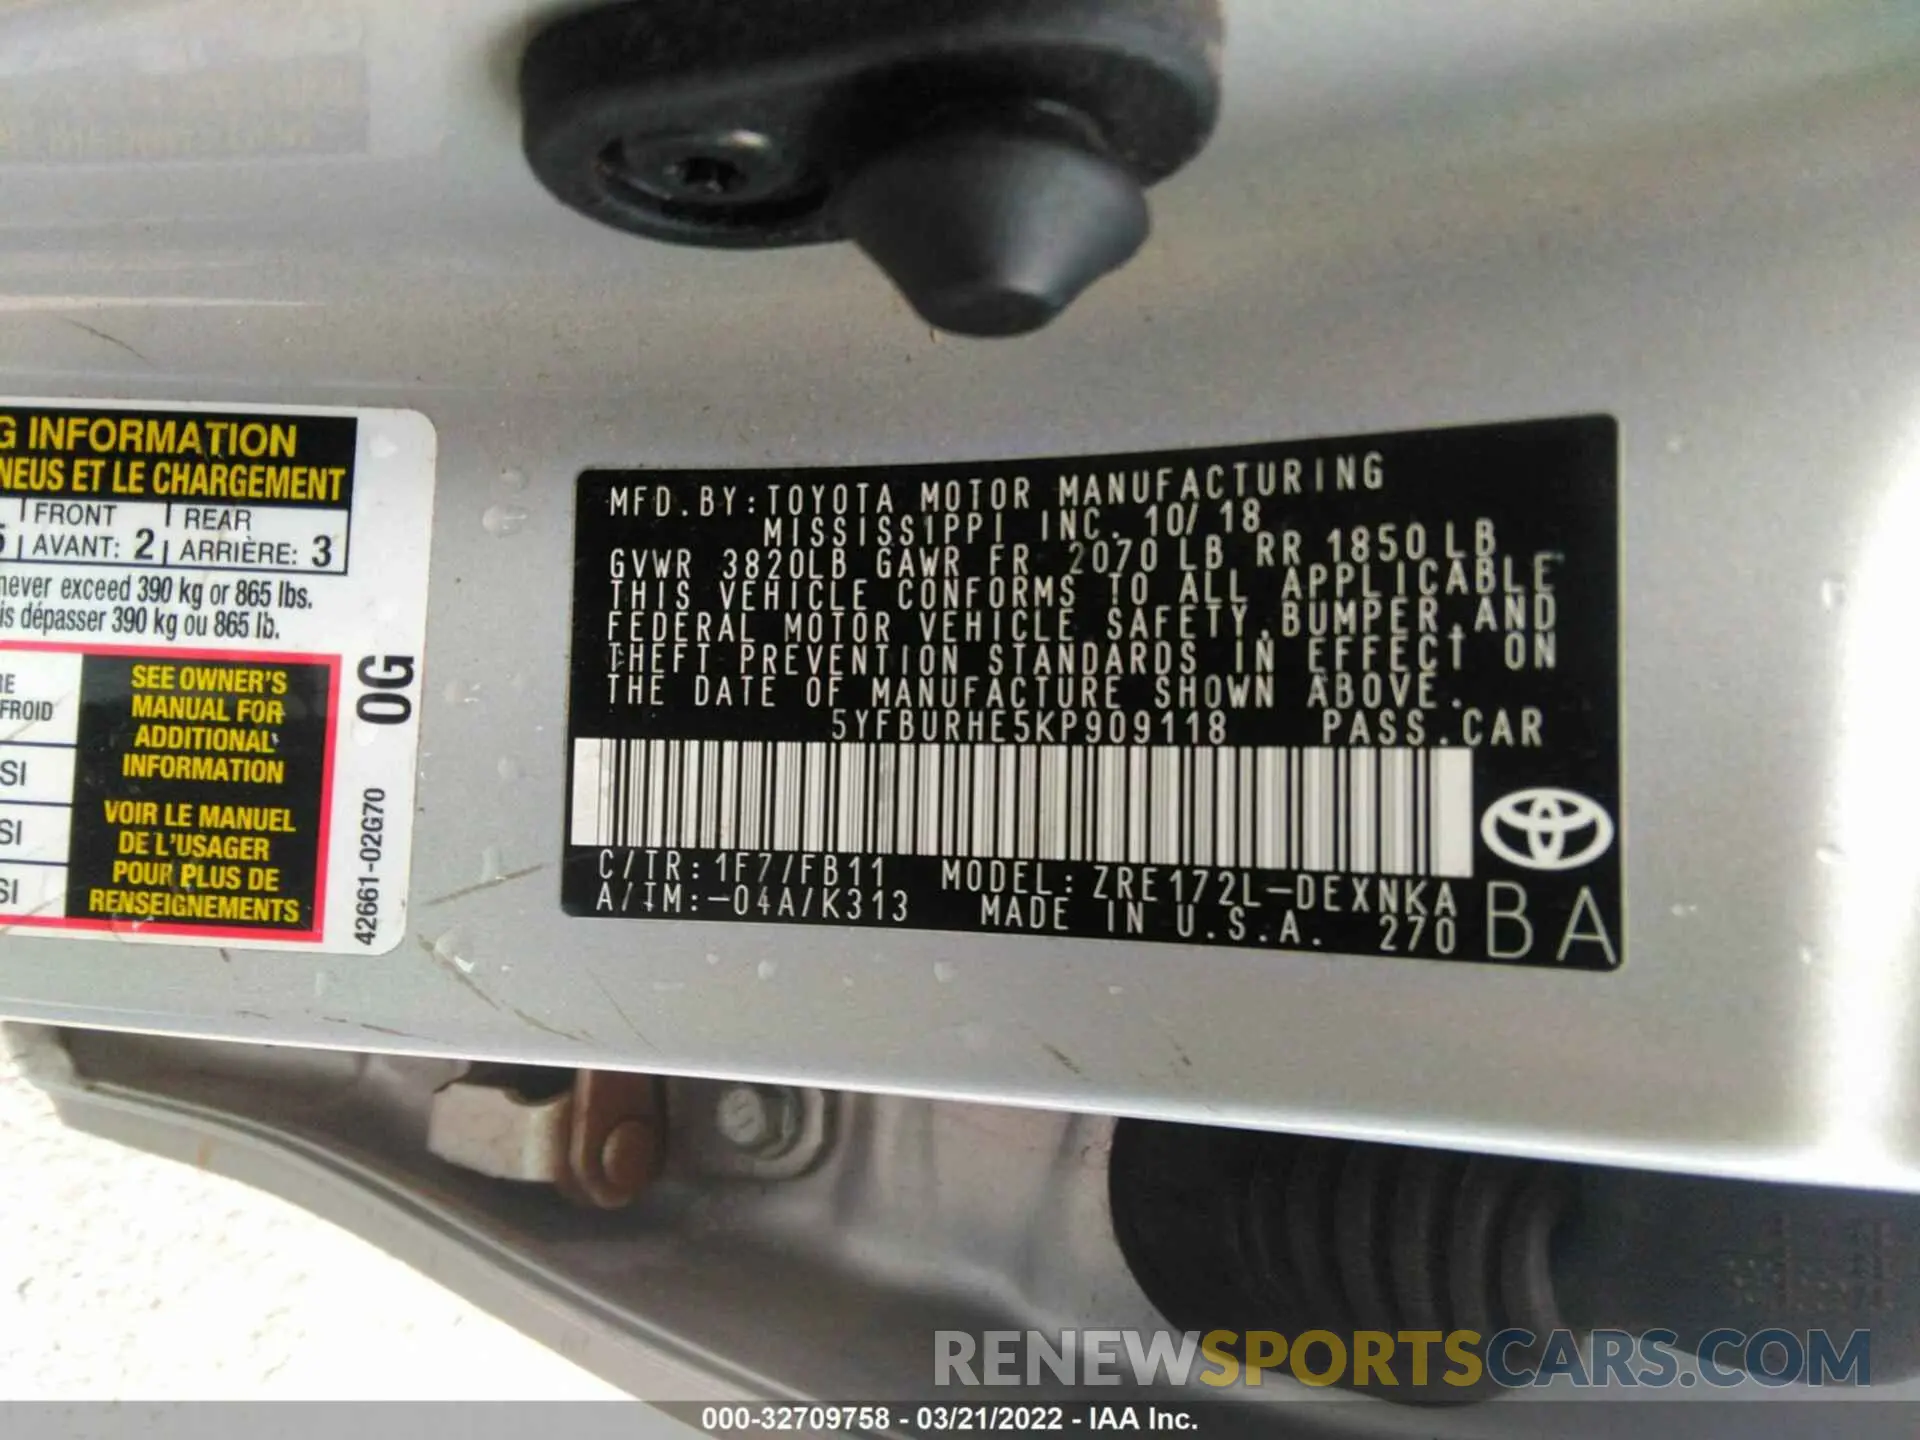 G INFORMATION
NEUS ET LE CHARGEMENT
FRONT REAR
AVANT: 2 ARRIÈRE: 3
never exceed 390 kg or 865 lbs.
is dépasser 390 kg ou 865 lb.
FROID
SI
SI
SI
SEE OWNER'S
MANUAL FOR
ADDITIONAL
INFORMATION
VOIR LE MANUEL
DE L'USAGER
POUR PLUS DE
RENSEIGNEMENTS
0G
42661-02G70
MFD. BY: TOYOTA MOTOR MANUFACTURING
MISSISSIPPI INC. 10/18
GVWR 3820LB GAWR FR 2070 LB RR 1850 LB
THIS VEHICLE CONFORMS TO ALL APPLICABLE
FEDERAL MOTOR VEHICLE SAFETY, BUMPER, AND
THEFT PREVENTION STANDARDS IN EFFECT ON
THE DATE OF MANUFACTURE SHOWN ABOVE.
5YFBURHE5KP909118 PASS. CAR
C/TR: 1F7/FB11 MODEL: ZRE172L-DEXNKA
A/TM: -04A/K313 MADE IN U.S.A. 270
BA
RENEWSPORTSCARS.COM
000-32709758 - 03/21/2022 - IAA Inc.